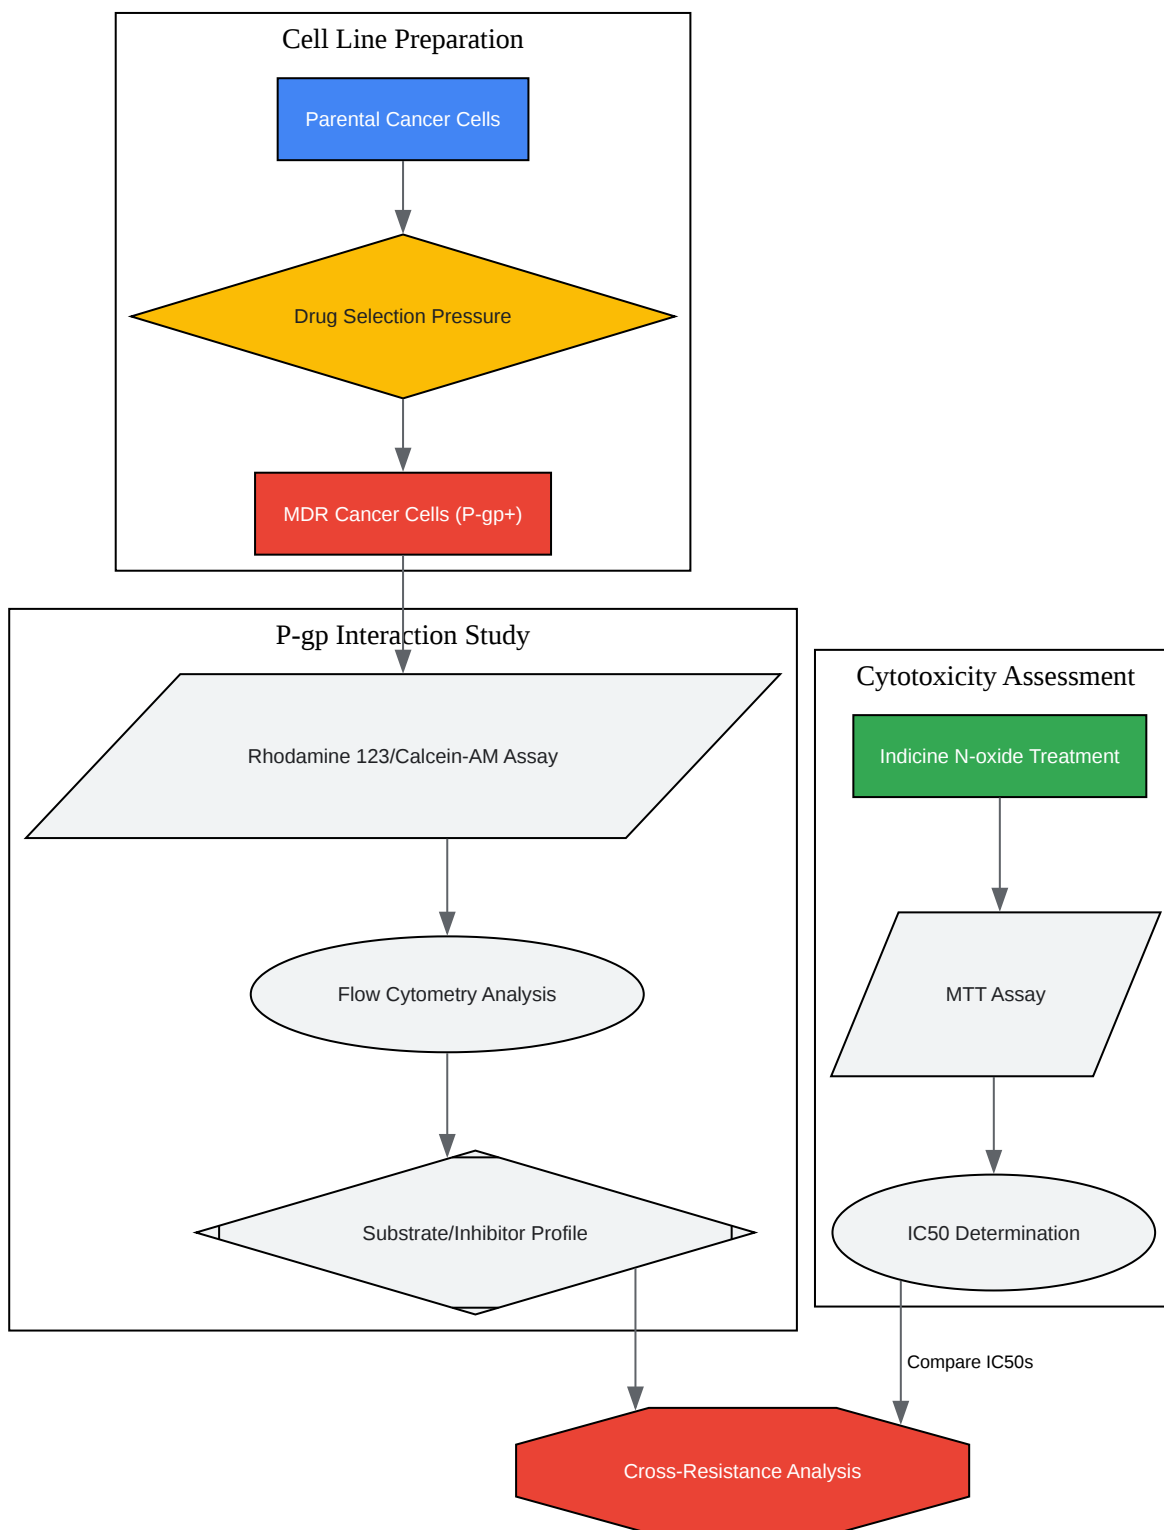 Cell Line Preparation
Parental Cancer Cells
Drug Selection Pressure
MDR Cancer Cells (P-gp+)
P-gp Interaction Study
Rhodamine 123/Calcein-AM Assay
Flow Cytometry Analysis
Substrate/Inhibitor Profile
Cytotoxicity Assessment
Indicine N-oxide Treatment
MTT Assay
IC50 Determination
Compare IC50s
Cross-Resistance Analysis